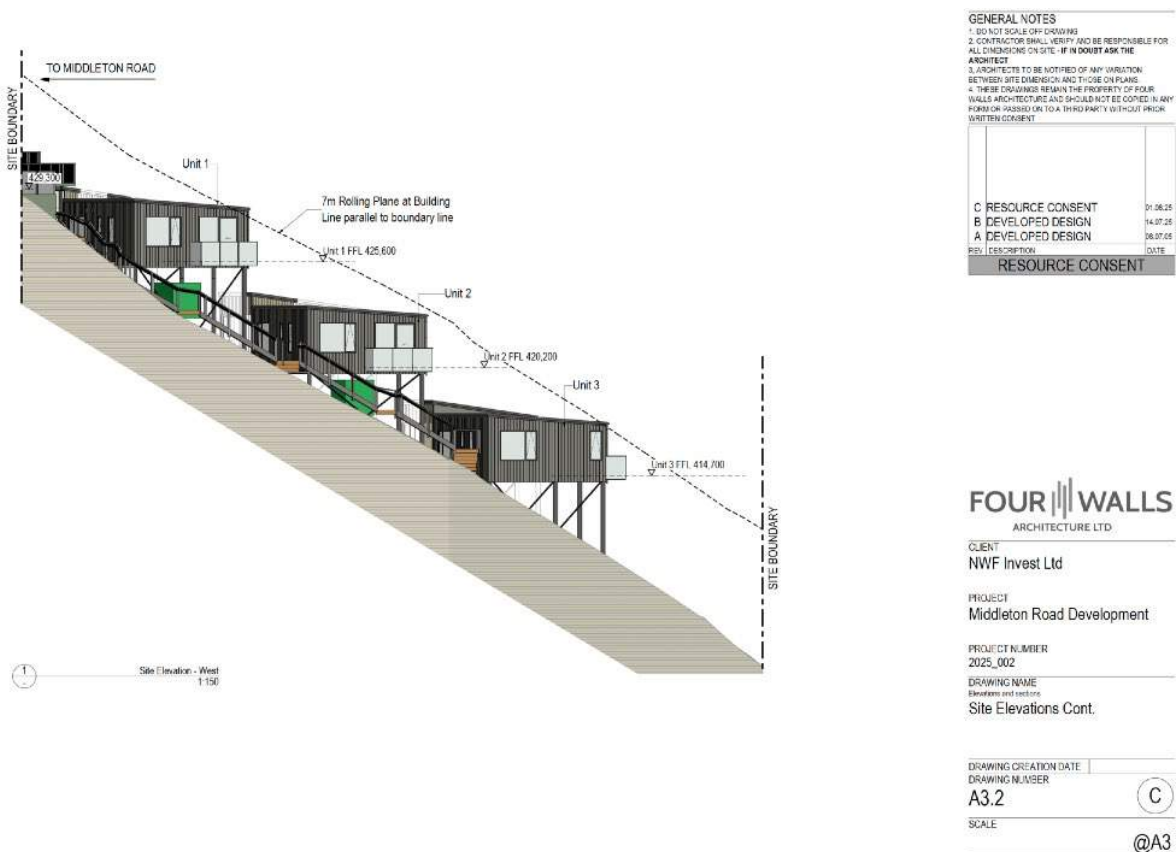 GENERAL NOTES
1. DO NOT SCALE OFF DRAWING
2. CONTRACTOR SHALL VERIFY AND BE RESPONSIBLE FOR
ALL DIMENSIONS ON SITE - IF IN DOUBT ASK THE
ARCHITECT
3. ARCHITECTS TO BE NOTIFIED OF ANY VARIATION
BETWEEN SITE DIMENSION AND THOSE ON PLANS
4. THESE DRAWINGS REMAIN THE PROPERTY OF FOUR
WALLS ARCHITECTURE AND SHOULD NOT BE COPIED IN ANY
FORM OR PASSED ON TO A THIRD PARTY WITHOUT PRIOR
WRITTEN CONSENT
C RESOURCE CONSENT 01.08.25
B DEVELOPED DESIGN 14.07.25
A DEVELOPED DESIGN
REV DESCRIPTION DATE
RESOURCE CONSENT
TO MIDDLETON ROAD
SITE BOUNDARY
429,300
Unit 1
7m Rolling Plane at Building
Line parallel to boundary line
Unit 1 FFL 425,600
Unit 2
Unit 2 FFL 420,200
Unit 3
Unit 3 FFL 414,700
SITE BOUNDARY
1
Site Elevation - West
1:150
FOUR WALLS
ARCHITECTURE LTD
CLIENT
NWF Invest Ltd
PROJECT
Middleton Road Development
PROJECT NUMBER
2025_002
DRAWING NAME
Elevations and sections
Site Elevations Cont.
DRAWING CREATION DATE
DRAWING NUMBER
A3.2 C
SCALE
@A3